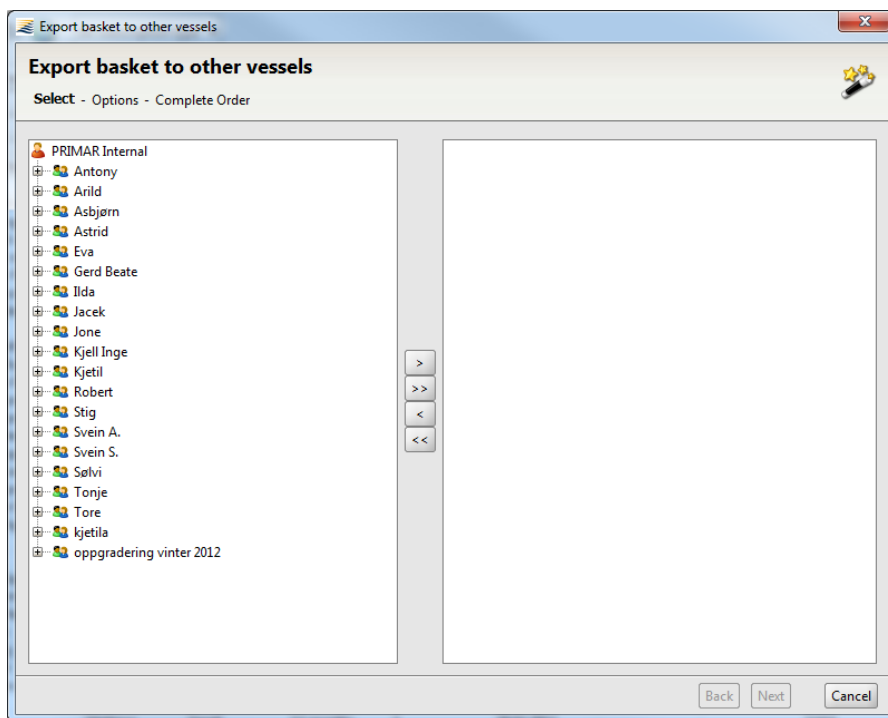 Export basket to other vessels
Export basket to other vessels
Select - Options - Complete Order
PRIMAR Internal
Antony
Arild
Asbjørn
Astrid
Eva
Gerd Beate
Ilda
Jacek
Jone
Kjell Inge
Kjetil
Robert
Stig
Svein A.
Svein S.
Sølvi
Tonje
Tore
kjetila
oppgradering vinter 2012
>
>>
<
<<
Back Next Cancel